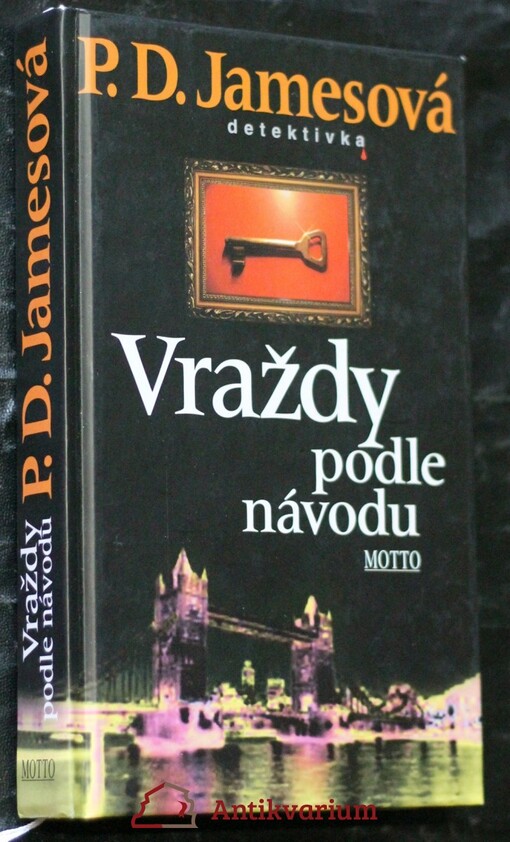 P. D. Jamesová
detektivka
Vraždy
podle
návodu
MOTTO
P. D. Jamesová
Vraždy
podle návodu
MOTTO
Antikvarium